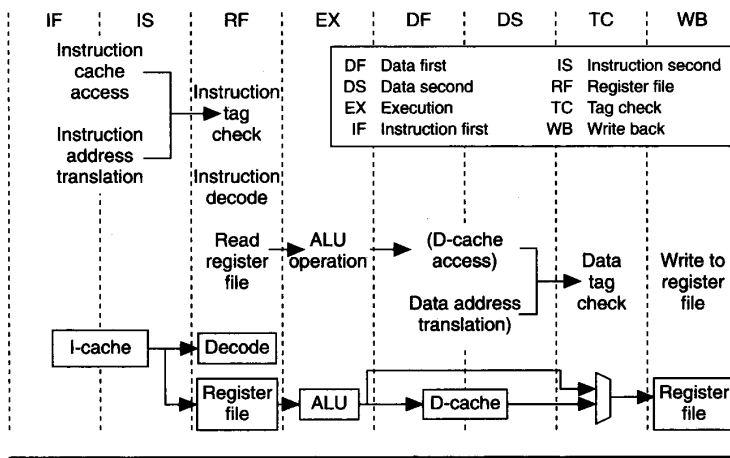 IF IS RF EX DF DS TC WB
Instruction
cache
access
Instruction
address
translation
Instruction
tag
check
Instruction
decode
DF Data first IS Instruction second
DS Data second RF Register file
EX Execution TC Tag check
IF Instruction first WB Write back
Read
register
file
ALU
operation
(D-cache
access)
Data address
translation)
Data
tag
check
Write to
register
file
I-cache
Decode
Register
file
ALU
D-cache
Register
file